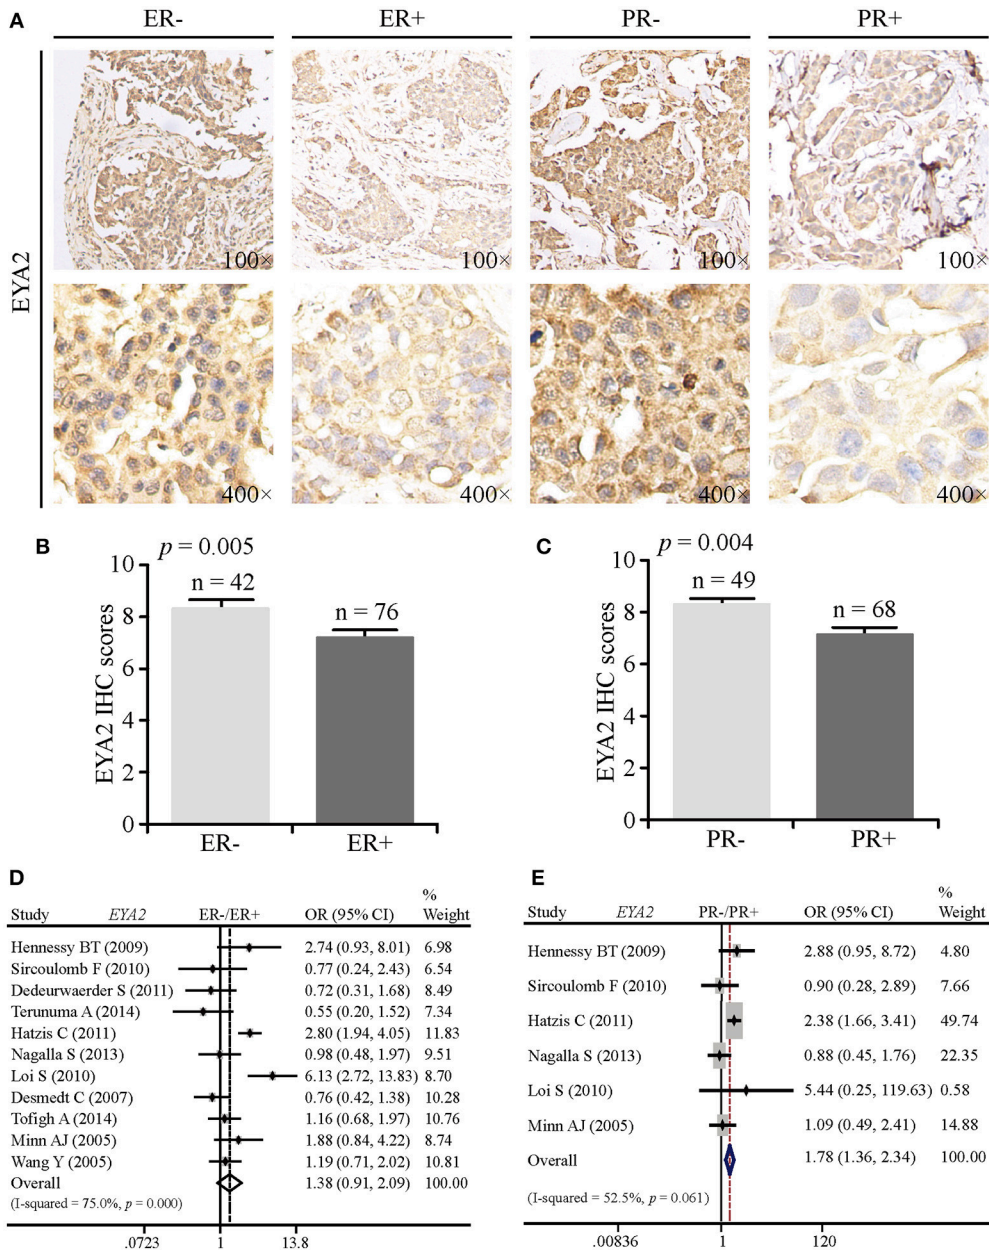 A
ER- ER+ PR- PR+
EYA2
100× 100× 100× 100×
400× 400× 400× 400×
B
p = 0.005
EYA2 IHC scores
10
8
6
4
2
0
n = 42
n = 76
ER- ER+
C
p = 0.004
EYA2 IHC scores
10
8
6
4
2
0
n = 49
n = 68
PR- PR+
D
%
Study EYA2 ER-/ER+ OR (95% CI) Weight
Hennessy BT (2009) 2.74 (0.93, 8.01) 6.98
Sircoulomb F (2010) 0.77 (0.24, 2.43) 6.54
Dedeurwaerder S (2011) 0.72 (0.31, 1.68) 8.49
Terunuma A (2014) 0.55 (0.20, 1.52) 7.34
Hatzis C (2011) 2.80 (1.94, 4.05) 11.83
Nagalla S (2013) 0.98 (0.48, 1.97) 9.51
Loi S (2010) 6.13 (2.72, 13.83) 8.70
Desmedt C (2007) 0.76 (0.42, 1.38) 10.28
Tofigh A (2014) 1.16 (0.68, 1.97) 10.76
Minn AJ (2005) 1.88 (0.84, 4.22) 8.74
Wang Y (2005) 1.19 (0.71, 2.02) 10.81
Overall 1.38 (0.91, 2.09) 100.00
(I-squared = 75.0%, p = 0.000)
.0723 1 13.8
E
%
Study EYA2 PR-/PR+ OR (95% CI) Weight
Hennessy BT (2009) 2.88 (0.95, 8.72) 4.80
Sircoulomb F (2010) 0.90 (0.28, 2.89) 7.66
Hatzis C (2011) 2.38 (1.66, 3.41) 49.74
Nagalla S (2013) 0.88 (0.45, 1.76) 22.35
Loi S (2010) 5.44 (0.25, 119.63) 0.58
Minn AJ (2005) 1.09 (0.49, 2.41) 14.88
Overall 1.78 (1.36, 2.34) 100.00
(I-squared = 52.5%, p = 0.061)
.00836 1 120